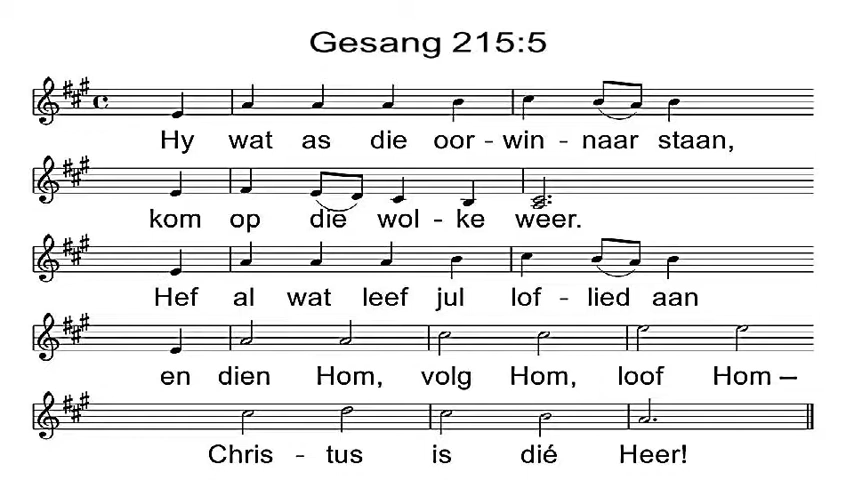 Gesang 215:5
Hy wat as die oor - win - naar staan,
kom op die wol - ke weer.
Hef al wat leef jul lof - lied aan
en dien Hom, volg Hom, loof Hom –
Chris - tus is dié Heer!